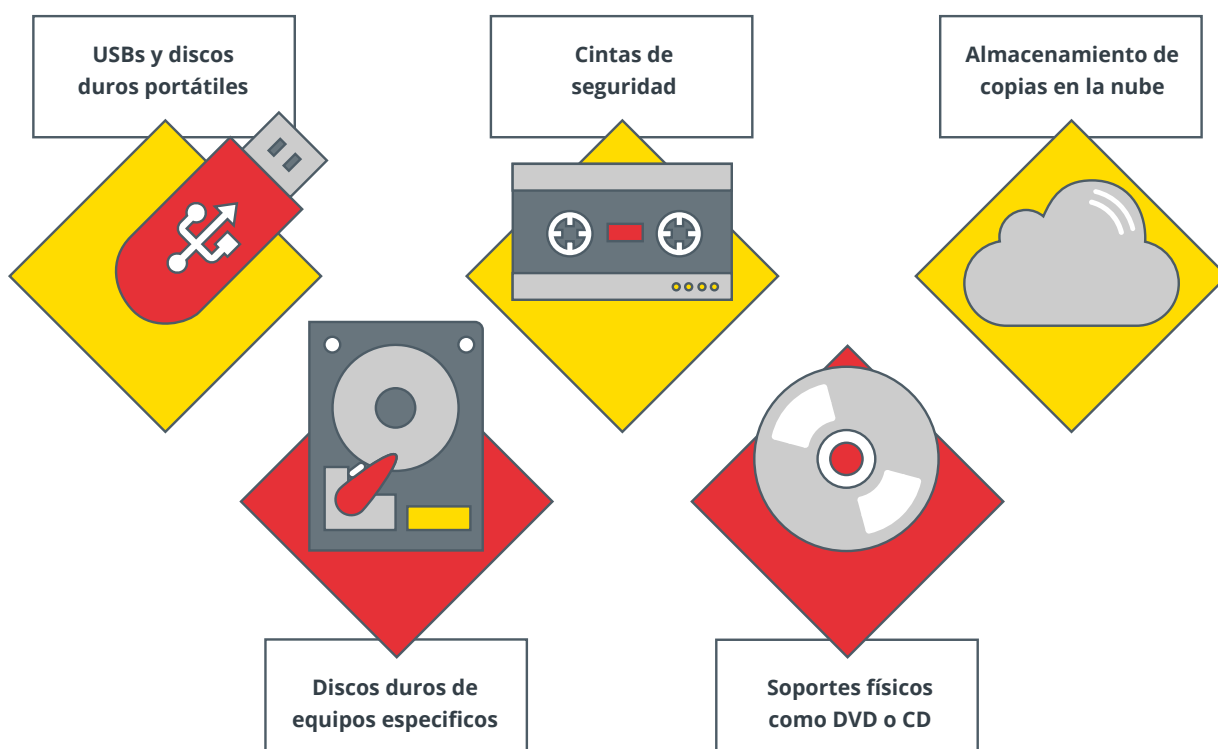 USBs y discos
duros portátiles
Cintas de
seguridad
Almacenamiento de
copias en la nube
Discos duros de
equipos especificos
Soportes físicos
como DVD o CD